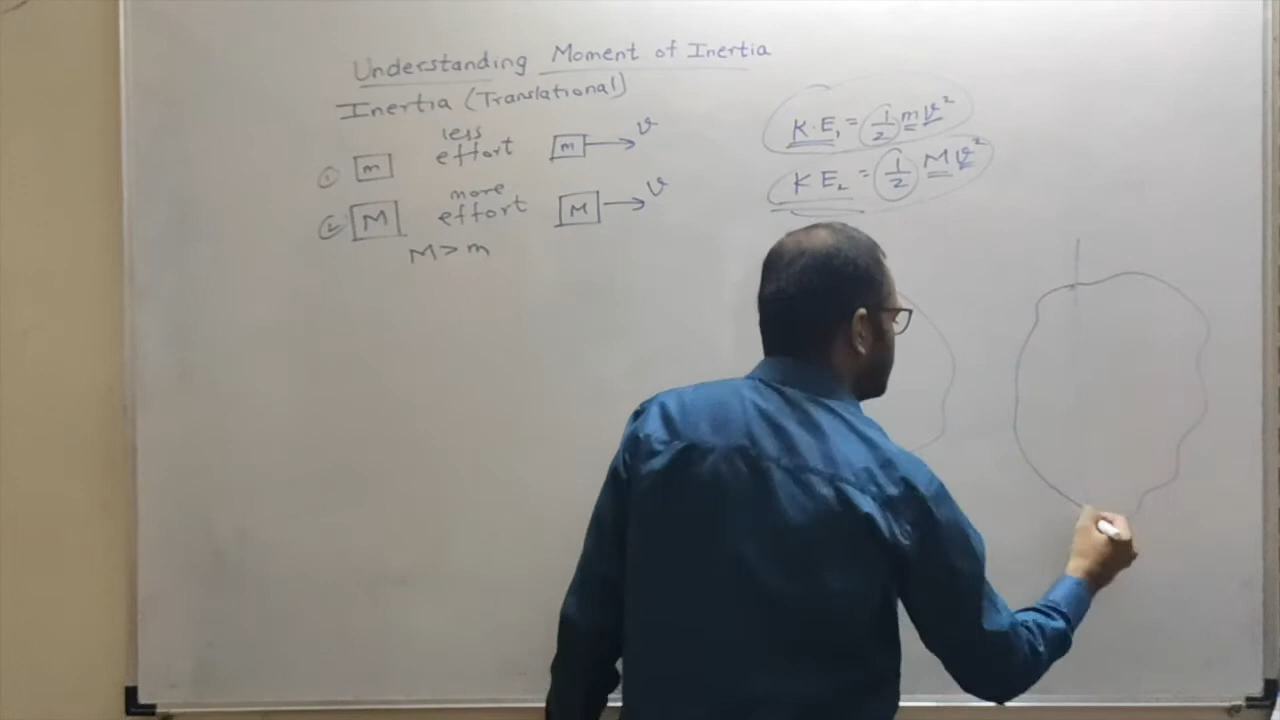 Understanding Moment of Inertia
Inertia (Translational)
① m less effort m → v
② M more effort M → v
M > m
K.E₁ = 1/2 m v²
K E₂ = 1/2 M v²